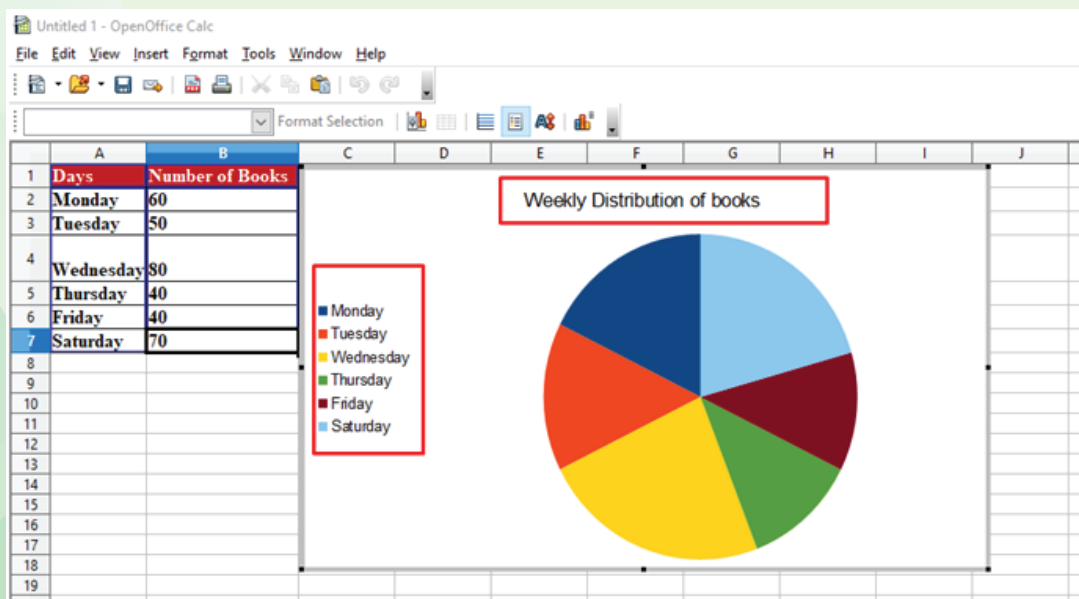 Untitled 1 - OpenOffice Calc
File Edit View Insert Format Tools Window Help
Format Selection
A B C D E F G H I J
1 Days Number of Books
2 Monday 60
3 Tuesday 50
4 Wednesday 80
5 Thursday 40
6 Friday 40
7 Saturday 70
8
9
10
11
12
13
14
15
16
17
18
19
Weekly Distribution of books
Monday
Tuesday
Wednesday
Thursday
Friday
Saturday